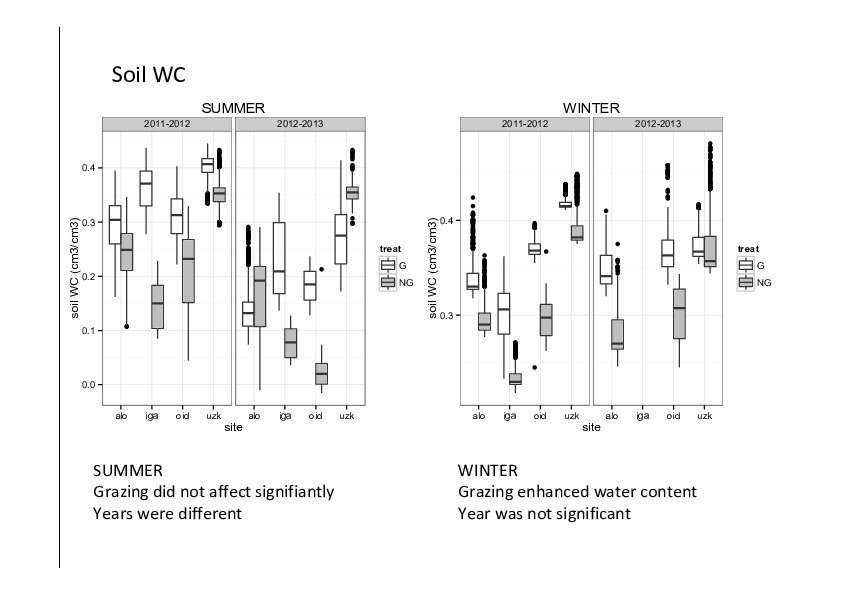 Soil WC
SUMMER
2011-2012
2012-2013
0.4
0.3
0.2
0.1
0.0
soil WC (cm3/cm3)
alo iga oid uzk
alo iga oid uzk
site
treat
G
NG
WINTER
2011-2012
2012-2013
0.4
0.3
soil WC (cm3/cm3)
alo iga oid uzk
alo iga oid uzk
site
treat
G
NG
SUMMER
Grazing did not affect signifiantly
Years were different
WINTER
Grazing enhanced water content
Year was not significant